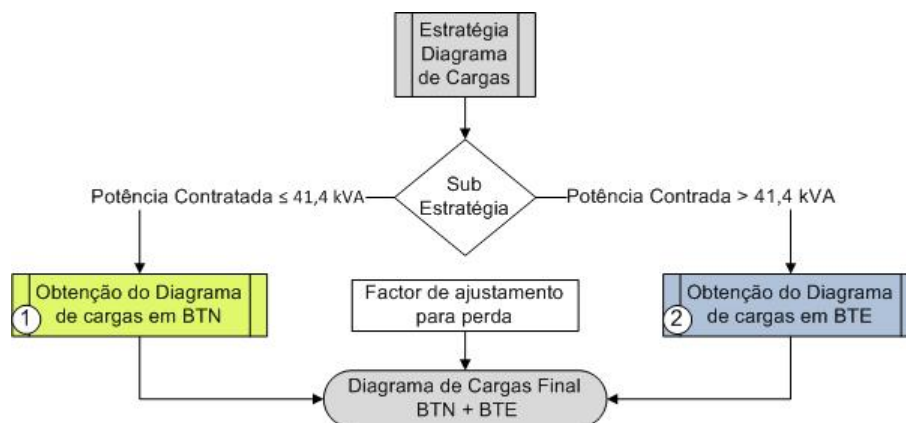 Estratégia
Diagrama
de Cargas
Sub
Estratégia
Potência Contratada ≤ 41,4 kVA
Potência Contrada > 41,4 kVA
1
Obtenção do Diagrama
de cargas em BTN
Factor de ajustamento
para perda
2
Obtenção do Diagrama
de cargas em BTE
Diagrama de Cargas Final
BTN + BTE